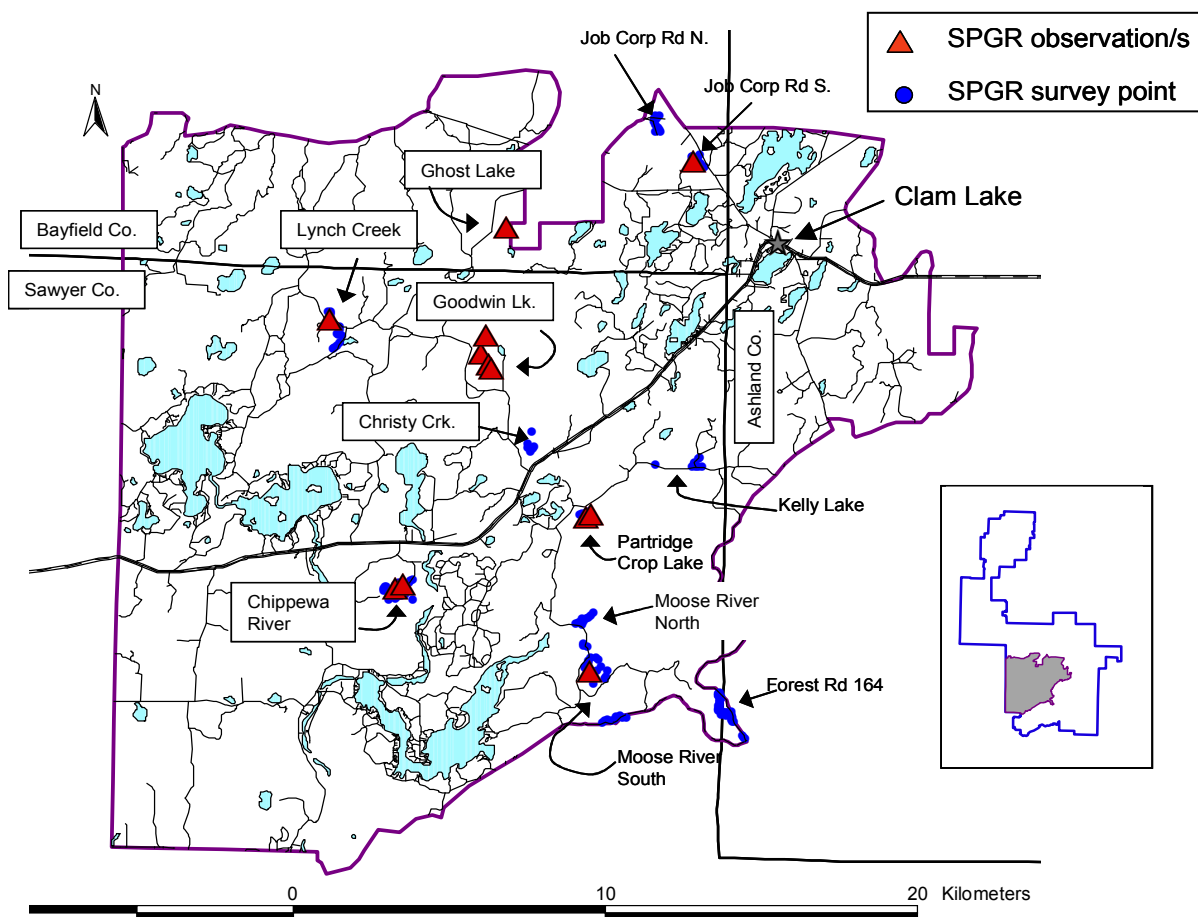 Job Corp Rd N.
SPGR observation/s
SPGR survey point
Job Corp Rd S.
N
Ghost Lake
Clam Lake
Bayfield Co.
Lynch Creek
Sawyer Co.
Goodwin Lk.
Ashland Co.
Christy Crk.
Kelly Lake
Partridge
Crop Lake
Chippewa
River
Moose River
North
Forest Rd 164
Moose River
South
0
10
20
Kilometers